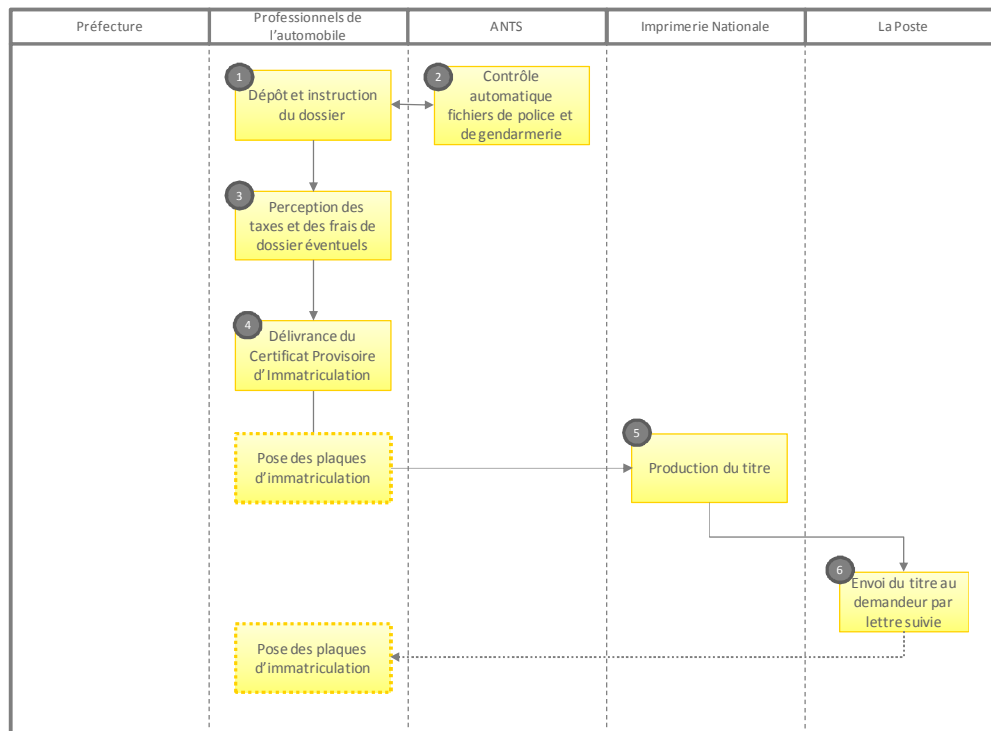 Préfecture
Professionnels de
l'automobile
ANTS
Imprimerie Nationale
La Poste
1
Dépôt et instruction
du dossier
2
Contrôle
automatique
fichiers de police et
de gendarmerie
3
Perception des
taxes et des frais de
dossier éventuels
4
Délivrance du
Certificat Provisoire
d'Immatriculation
Pose des plaques
d'immatriculation
5
Production du titre
6
Envoi du titre au
demandeur par
lettre suivie
Pose des plaques
d'immatriculation